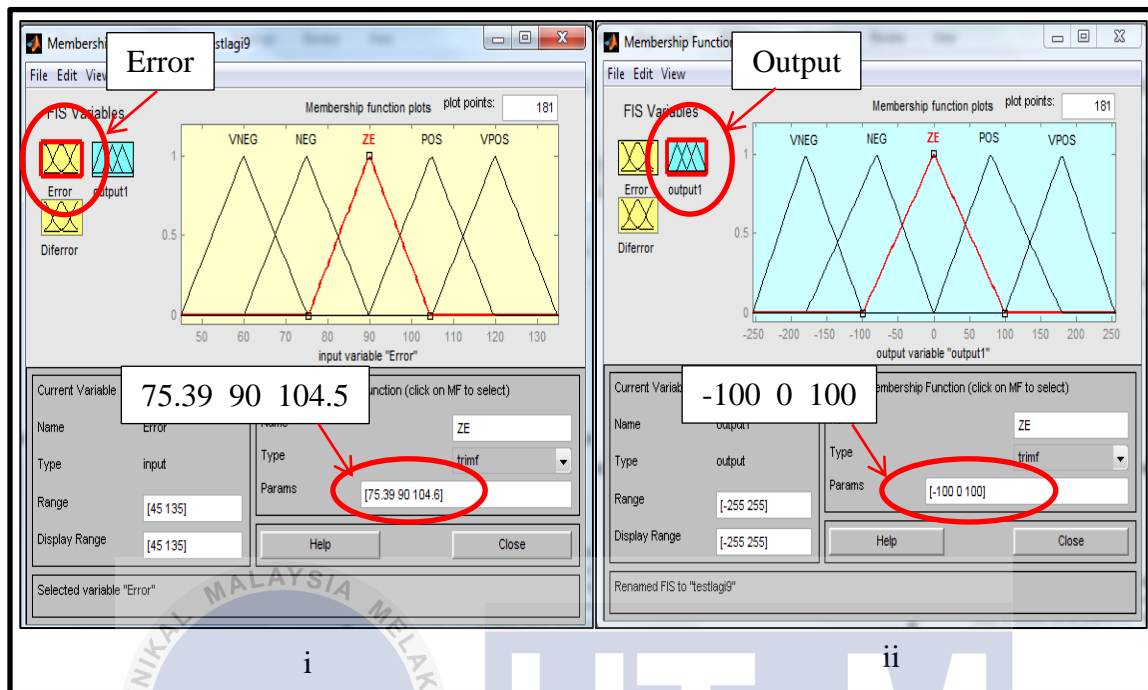 Membershi
stlagi9
Error
File Edit View
FIS Variables
Membership function plots
plot points:
181
VNEG NEG ZE POS VPOS
1
0.5
0
Error output1
Diferror
50 60 70 80 90 100 110 120 130
input variable "Error"
Current Variable
unction (click on MF to select)
75.39 90 104.5
Name Error
Name ZE
Type input
Type trimf
Params [75.39 90 104.6]
Range [45 135]
Display Range [45 135]
Help Close
Selected variable "Error"
i
Membership Function
Output
File Edit View
FIS Variables
Membership function plots
plot points:
181
VNEG NEG ZE POS VPOS
1
0.5
0
Error output1
Diferror
-250 -200 -150 -100 -50 0 50 100 150 200 250
output variable "output1"
Current Variab
embership Function (click on MF to select)
-100 0 100
Name output1
ZE
Type output
Type trimf
Params [-100 0 100]
Range [-255 255]
Display Range [-255 255]
Help Close
Renamed FIS to "testlagi9"
ii
NIKAL MALAYSIA MELAK